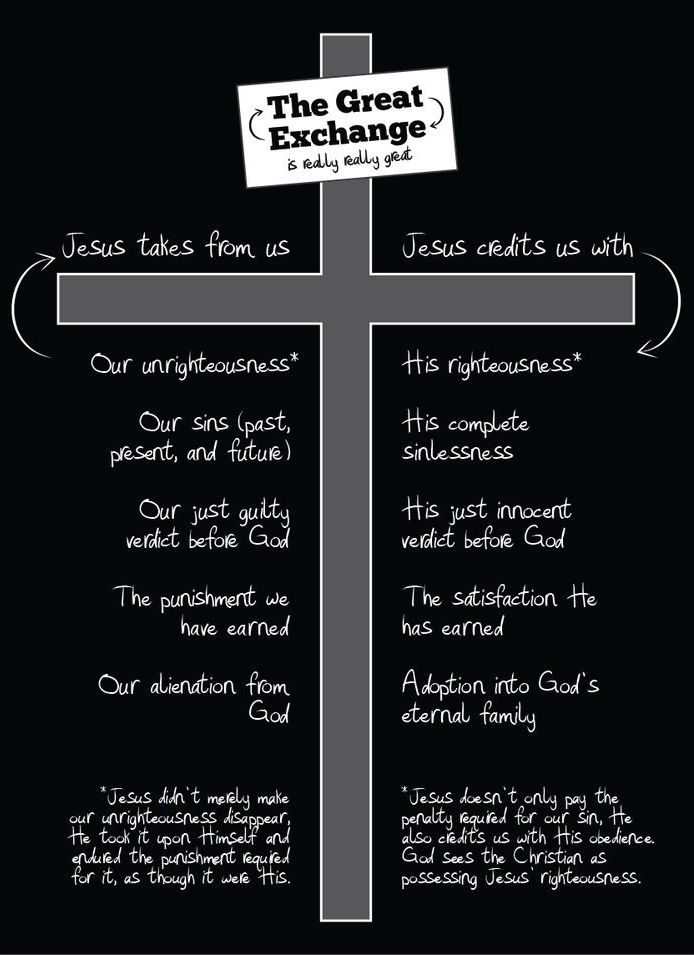 The Great
Exchange
is really really great
Jesus takes from us
Our unrighteousness*
Our sins (past,
present, and future)
Our just guilty
verdict before God
The punishment we
have earned
Our alienation from
God
*Jesus didn't merely make
our unrighteousness disappear,
He took it upon Himself and
endured the punishment required
for it, as though it were His.
Jesus credits us with
His righteousness*
His complete
sinlessness
His just innocent
verdict before God
The satisfaction He
has earned
Adoption into God's
eternal family
*Jesus doesn't only pay the
penalty required for our sin, He
also credits us with His obedience.
God sees the Christian as
possessing Jesus' righteousness.